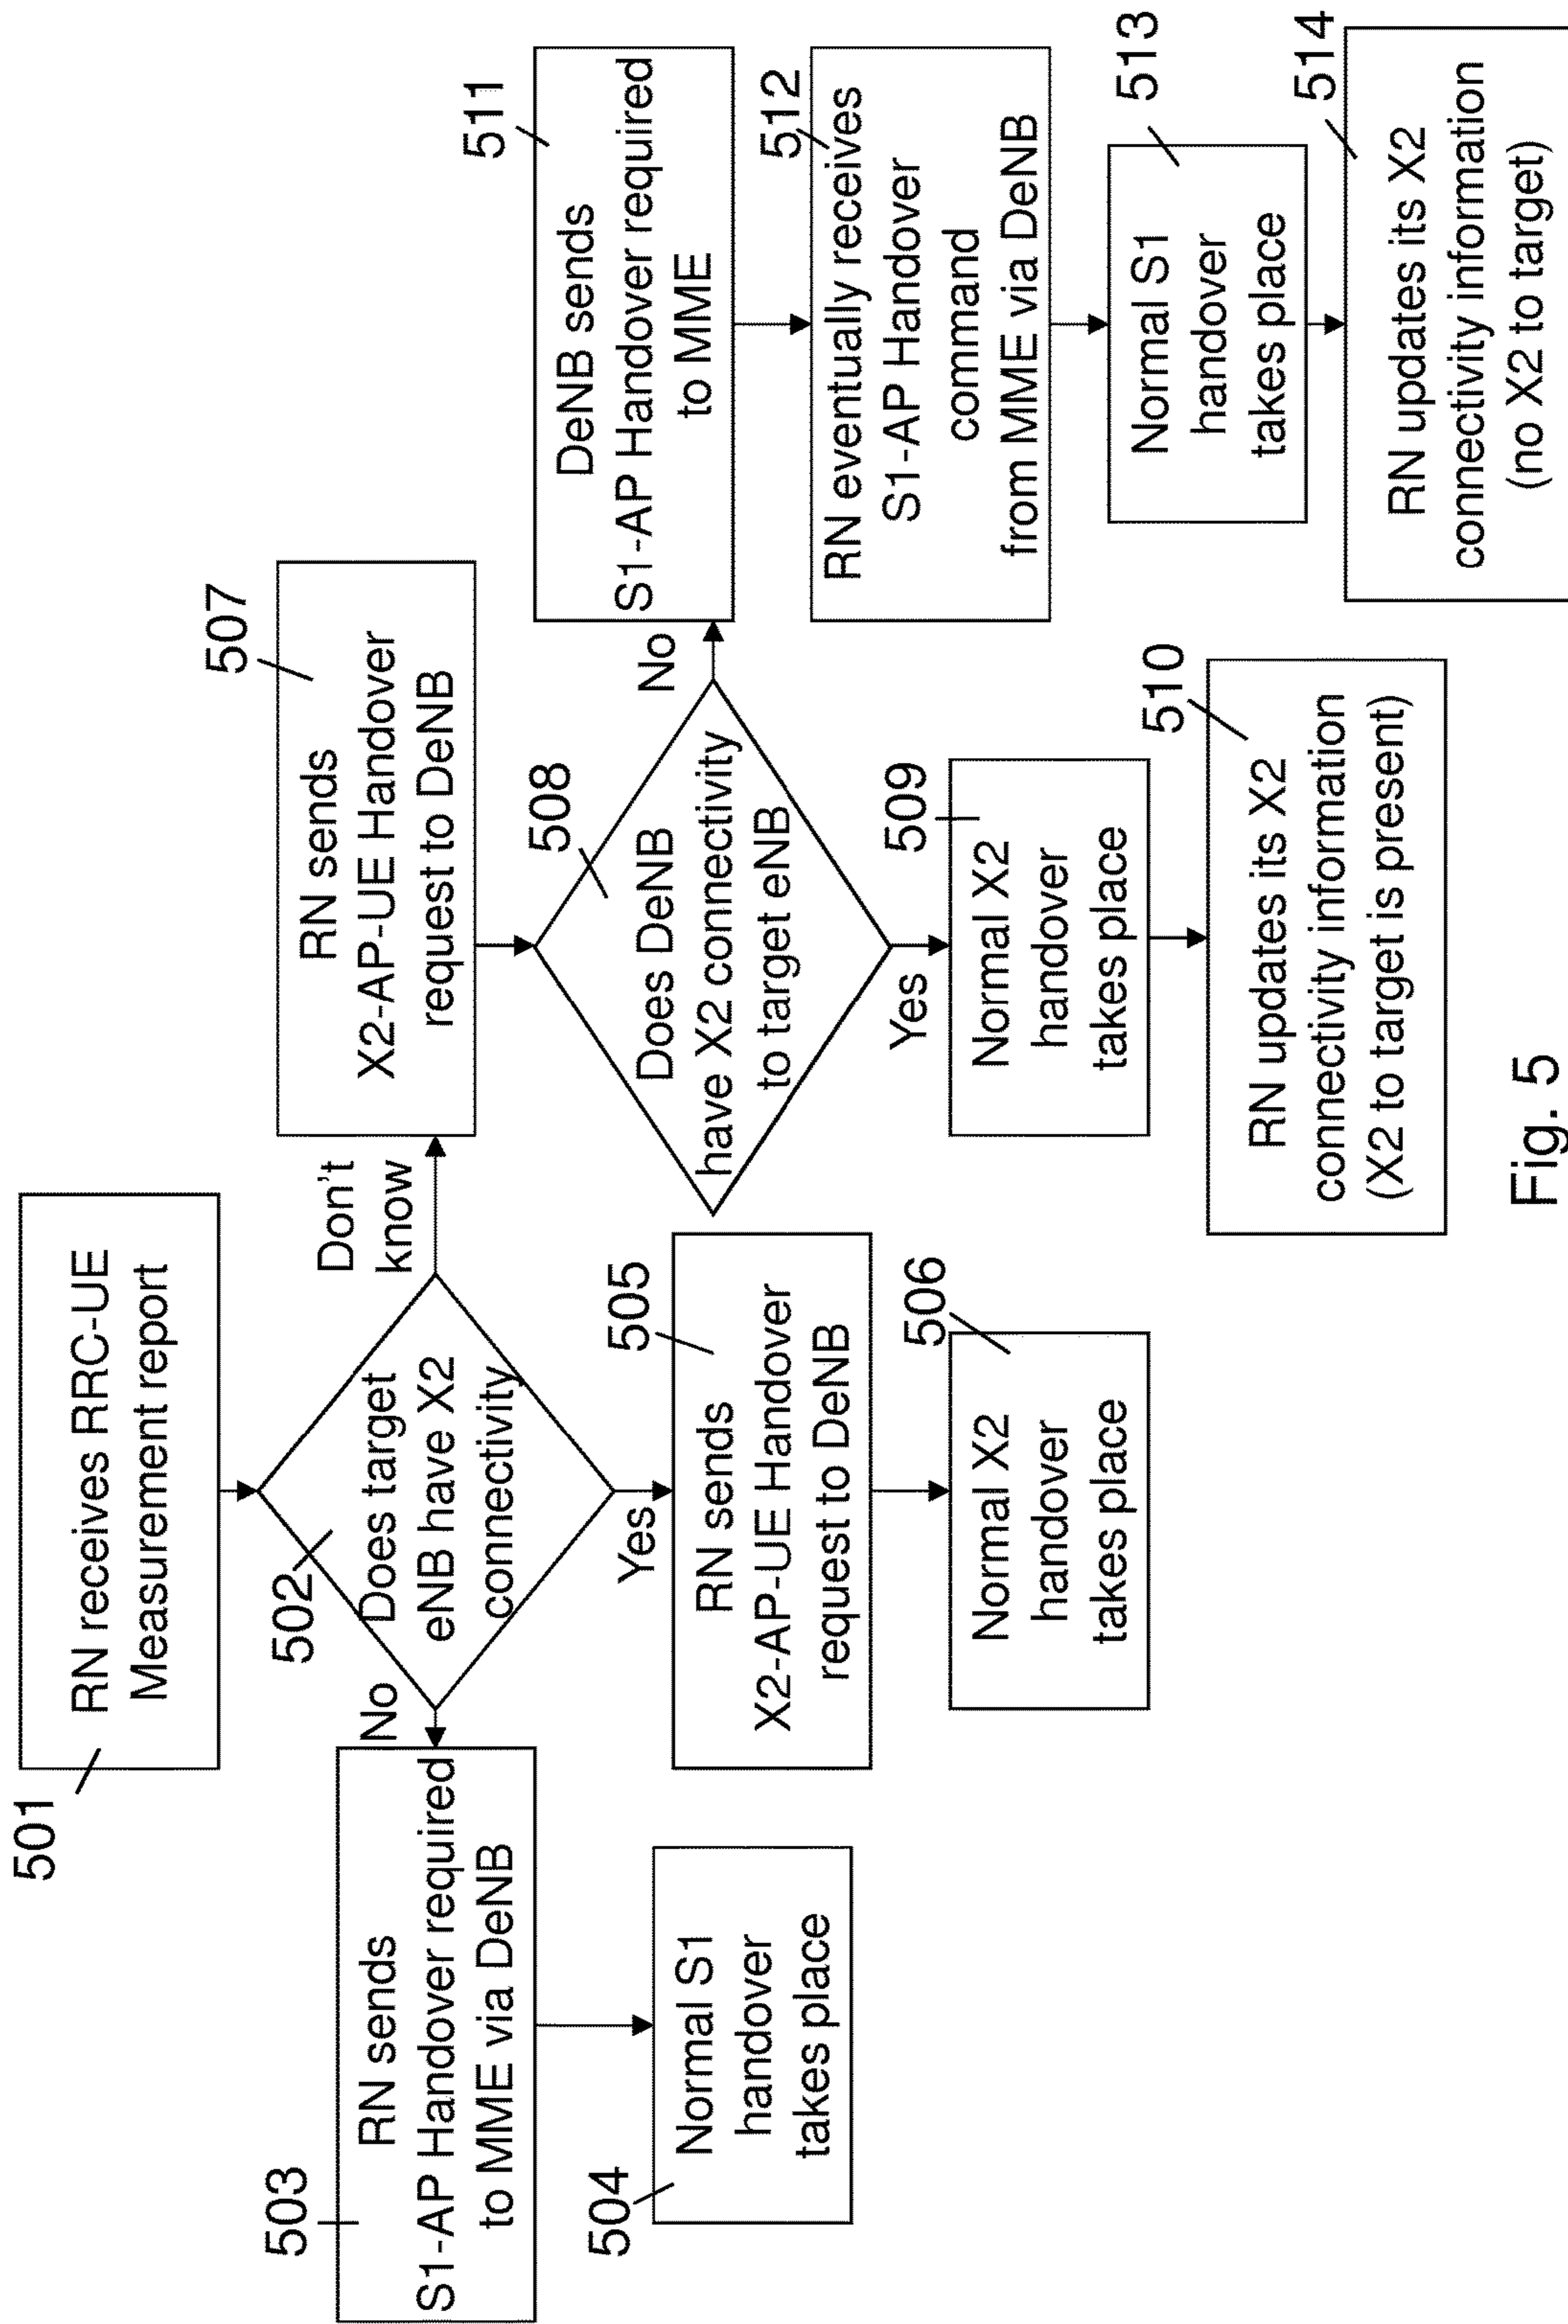 501
RN receives RRC-UE
Measurement report
502
Does target
eNB have X2
connectivity
No
Yes
Don't
know
503
RN sends
S1-AP Handover required
to MME via DeNB
504
Normal S1
handover
takes place
505
RN sends
X2-AP-UE Handover
request to DeNB
506
Normal X2
handover
takes place
507
RN sends
X2-AP-UE Handover
request to DeNB
508
Does DeNB
have X2 connectivity
to target eNB
Yes
No
509
Normal X2
handover
takes place
510
RN updates its X2
connectivity information
(X2 to target is present)
511
DeNB sends
S1-AP Handover required
to MME
512
RN eventually receives
S1-AP Handover
command
from MME via DeNB
513
Normal S1
handover
takes place
514
RN updates its X2
connectivity information
(no X2 to target)
Fig. 5